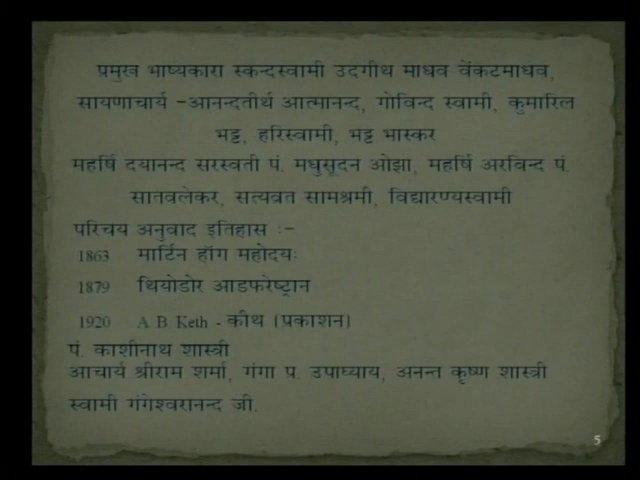 प्रमुख भाष्यकारा स्कन्दस्वामी उदगीथ माधव वेंकटमाधव,
सायणाचार्य –आनन्दतीर्थ आत्मानन्द, गोविन्द स्वामी, कुमारिल
भट्ट, हरिस्वामी, भट्ट भास्कर
महर्षि दयानन्द सरस्वती पं. मधुसूदन ओझा, महर्षि अरविन्द पं.
सातवलेकर, सत्यव्रत सामश्रमी, विद्यारण्यस्वामी
परिचय अनुवाद इतिहास :–
1863 मार्टिन हॉग महोदयः
1879 थियोडोर आडफरेष्ट्रान
1920 A. B. Keth - कीथ (प्रकाशन)
पं. काशीनाथ शास्त्री
आचार्य श्रीराम शर्मा, गंगा प्र. उपाध्याय, अनन्त कृष्ण शास्त्री
स्वामी गंगेश्वरानन्द जी.
5